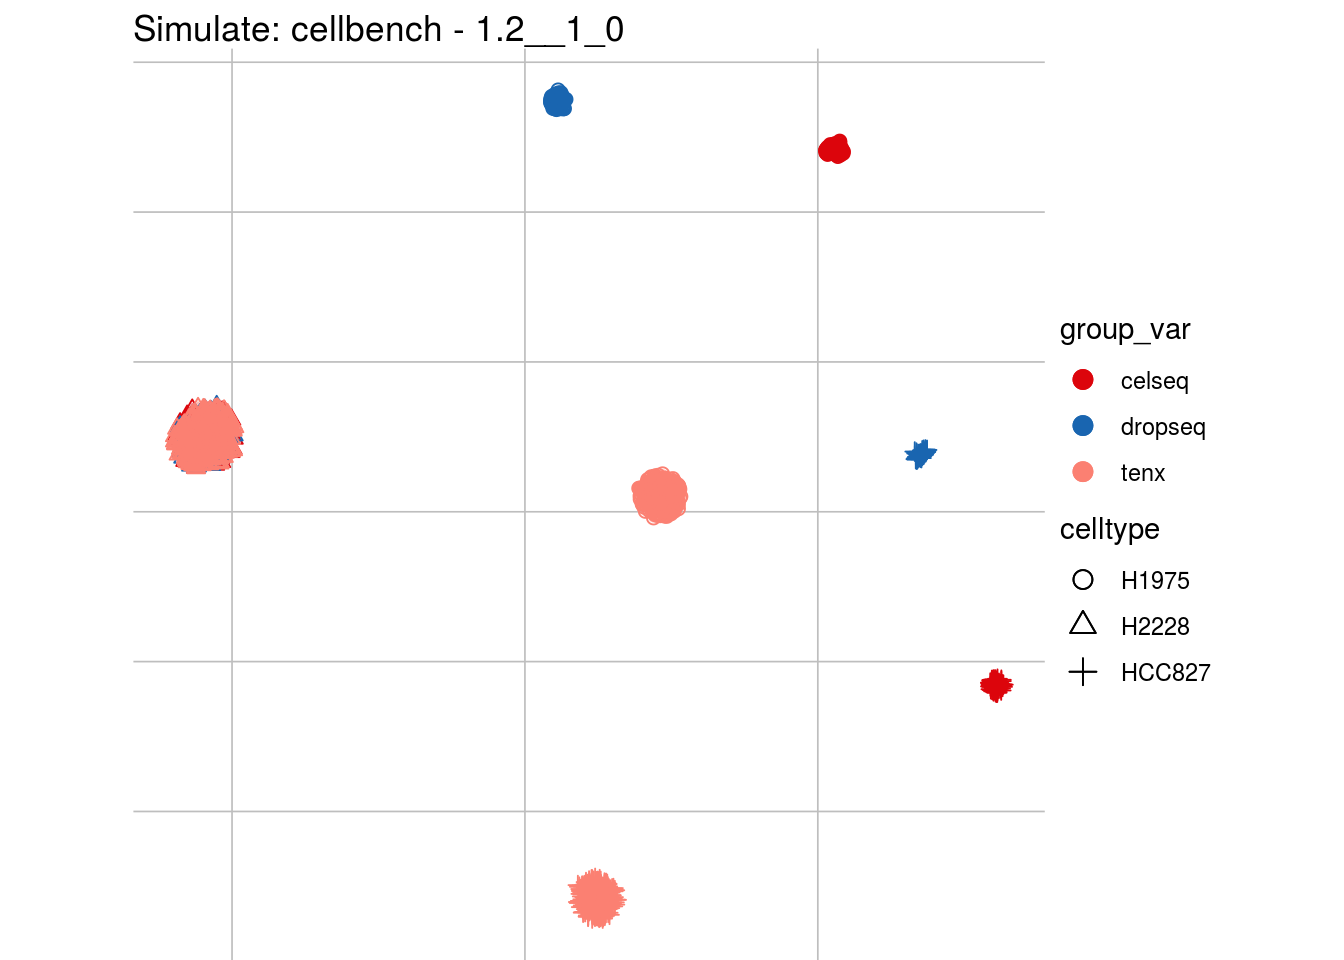 Simulate: cellbench - 1.2__1_0
group_var
celseq
dropseq
tenx
celltype
H1975
H2228
HCC827